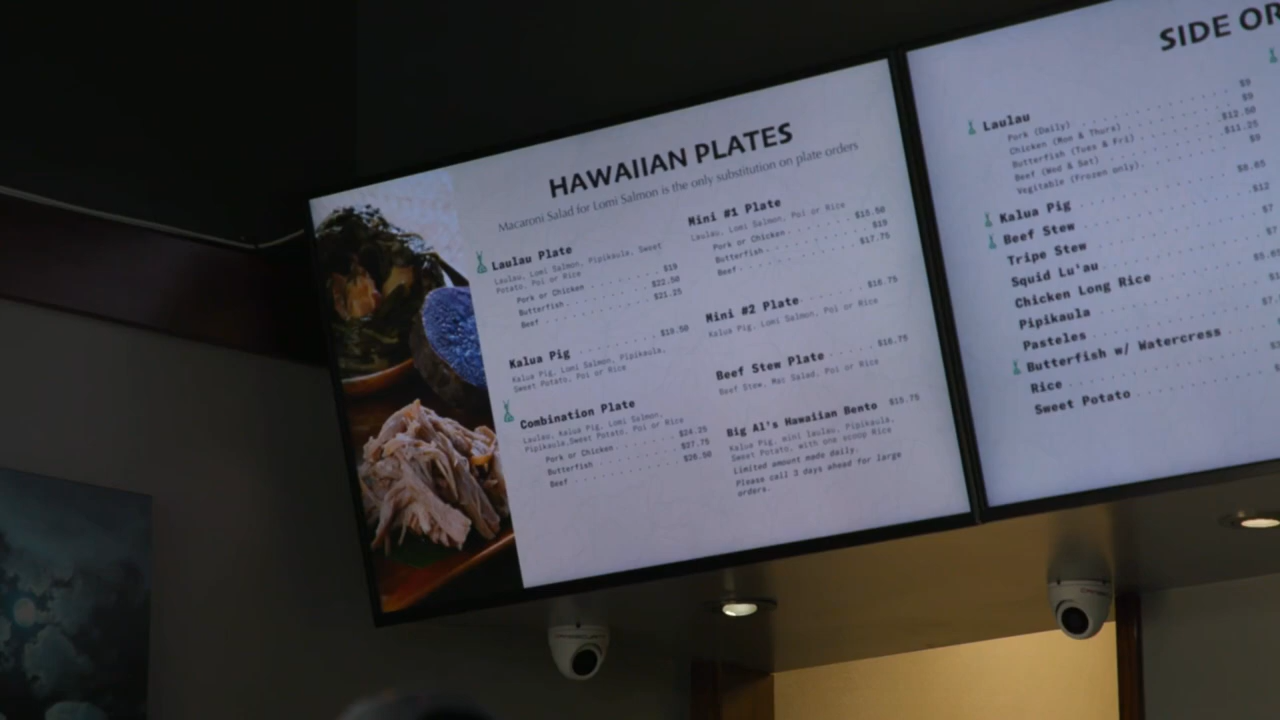 HAWAIIAN PLATES
Macaroni Salad for Lomi Salmon is the only substitution on plate orders
Laulau Plate
Laulau, Lomi Salmon, Pipikaula, Sweet
Potato, Poi or Rice
Pork or Chicken $19
Butterfish $22.50
Beef $21.25
Kalua Pig $19.50
Kalua Pig, Lomi Salmon, Pipikaula,
Sweet Potato, Poi or Rice
Combination Plate
Laulau, Kalua Pig, Lomi Salmon,
Pipikaula,Sweet Potato, Poi or Rice
Pork or Chicken $24.25
Butterfish $27.75
Beef $26.50
Mini #1 Plate
Laulau, Lomi Salmon, Poi or Rice
Pork or Chicken $15.50
Butterfish $19
Beef $17.75
Mini #2 Plate $16.75
Kalua Pig, Lomi Salmon, Poi or Rice
Beef Stew Plate $16.75
Beef Stew, Mac Salad, Poi or Rice
Big Al's Hawaiian Bento $15.75
Kalua Pig, mini laulau, Pipikaula,
Sweet Potato, with one scoop Rice
Limited amount made daily.
Please call 2 days ahead for large
orders.
SIDE OR
Laulau
Pork (Daily) $9
Chicken (Mon & Thurs) $9
Butterfish (Tues & Fri) $12.50
Beef (Wed & Sat) $11.25
Vegitable (Frozen only) $9
Kalua Pig $8.65
Beef Stew $12
Tripe Stew $7
Squid Lu'au $7
Chicken Long Rice
Pipikaula
Pasteles
Butterfish w/ Watercress
Rice
Sweet Potato